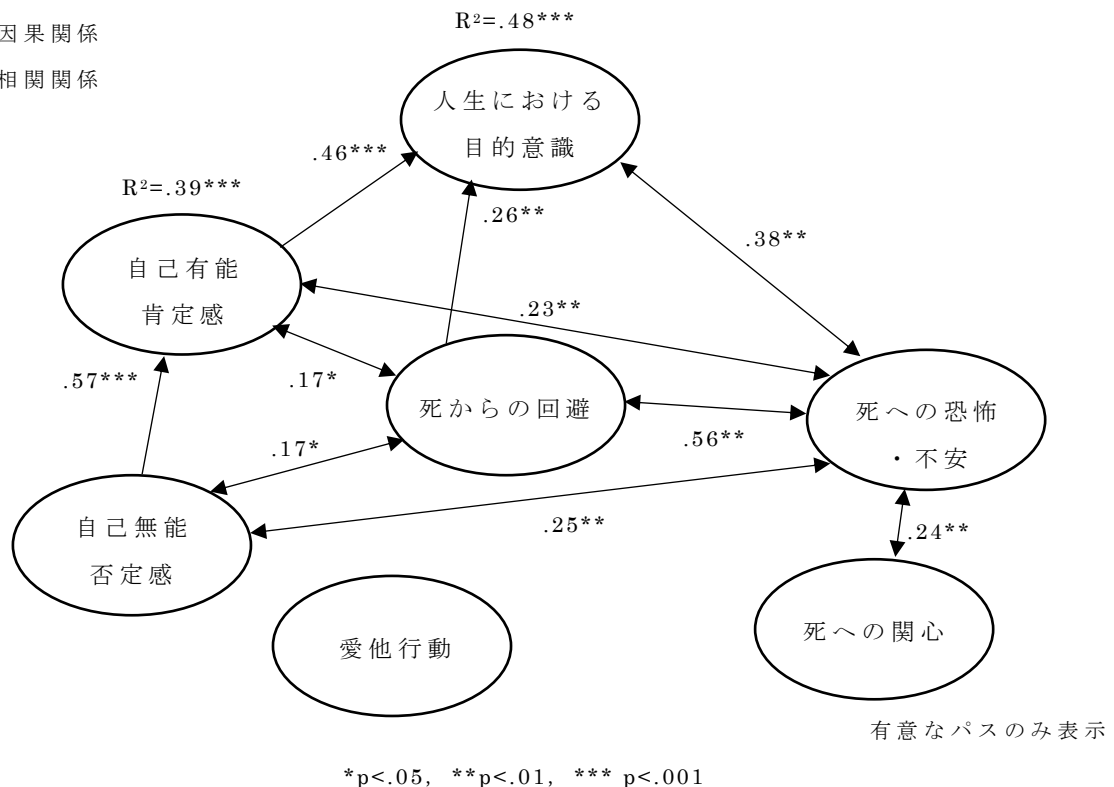 因果関係
相関関係
R²=.48***
人生における
目的意識
.46***
R²=.39***
.26**
.38**
自己有能
肯定感
.23**
.57***
.17*
死からの回避
死への恐怖
・不安
.17*
.56**
自己無能
否定感
.25**
.24**
愛他行動
死への関心
有意なパスのみ表示
*p<.05, **p<.01, *** p<.001